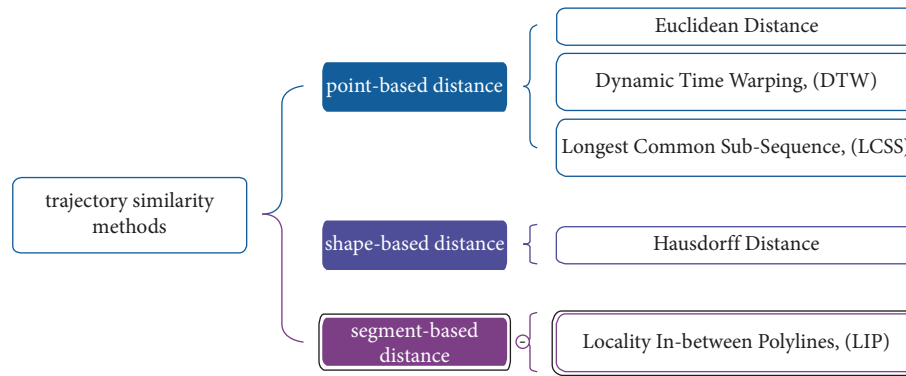 trajectory similarity
methods
point-based distance
Euclidean Distance
Dynamic Time Warping, (DTW)
Longest Common Sub-Sequence, (LCSS)
shape-based distance
Hausdorff Distance
segment-based
distance
Locality In-between Polylines, (LIP)